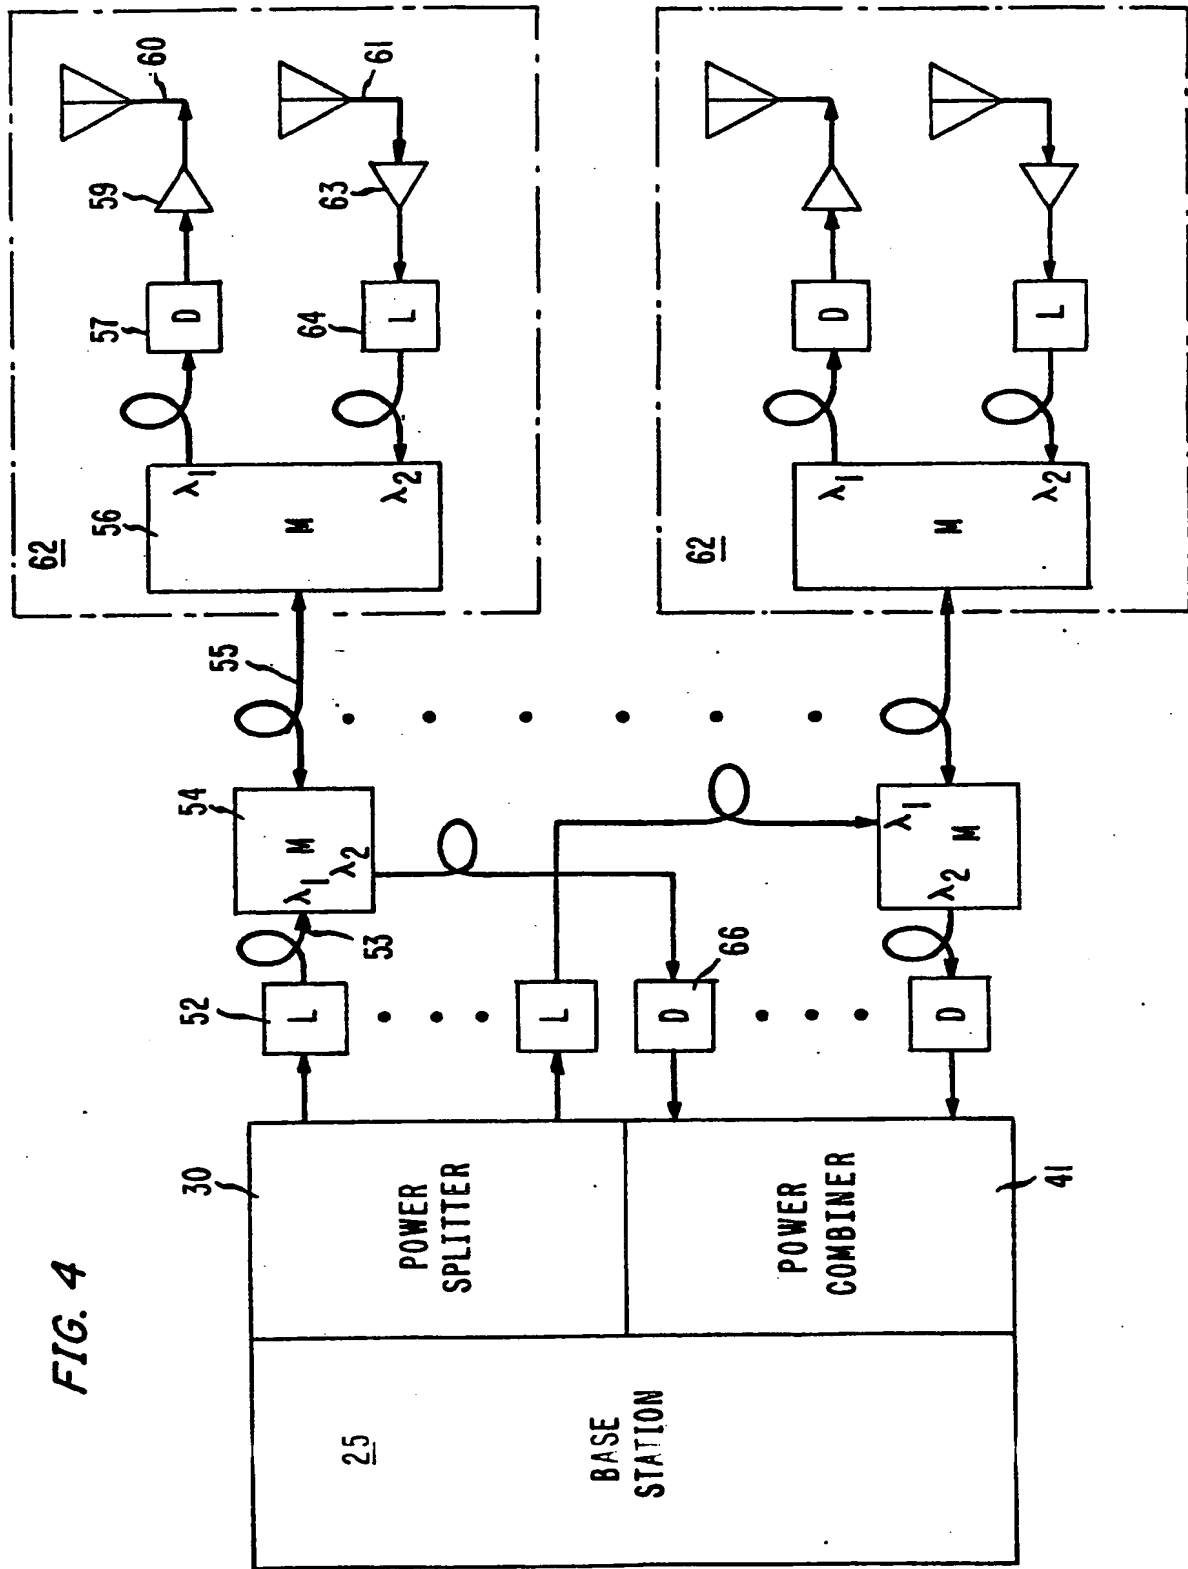 FIG. 4
25
BASE
STATION
30
POWER
SPLITTER
POWER
COMBINER
41
52
L
L
D
66
D
53
54
λ1
M
λ2
λ1
M
λ2
55
62
56
λ1
M
λ2
57
D
59
60
64
L
63
61
62
λ1
M
λ2
D
L